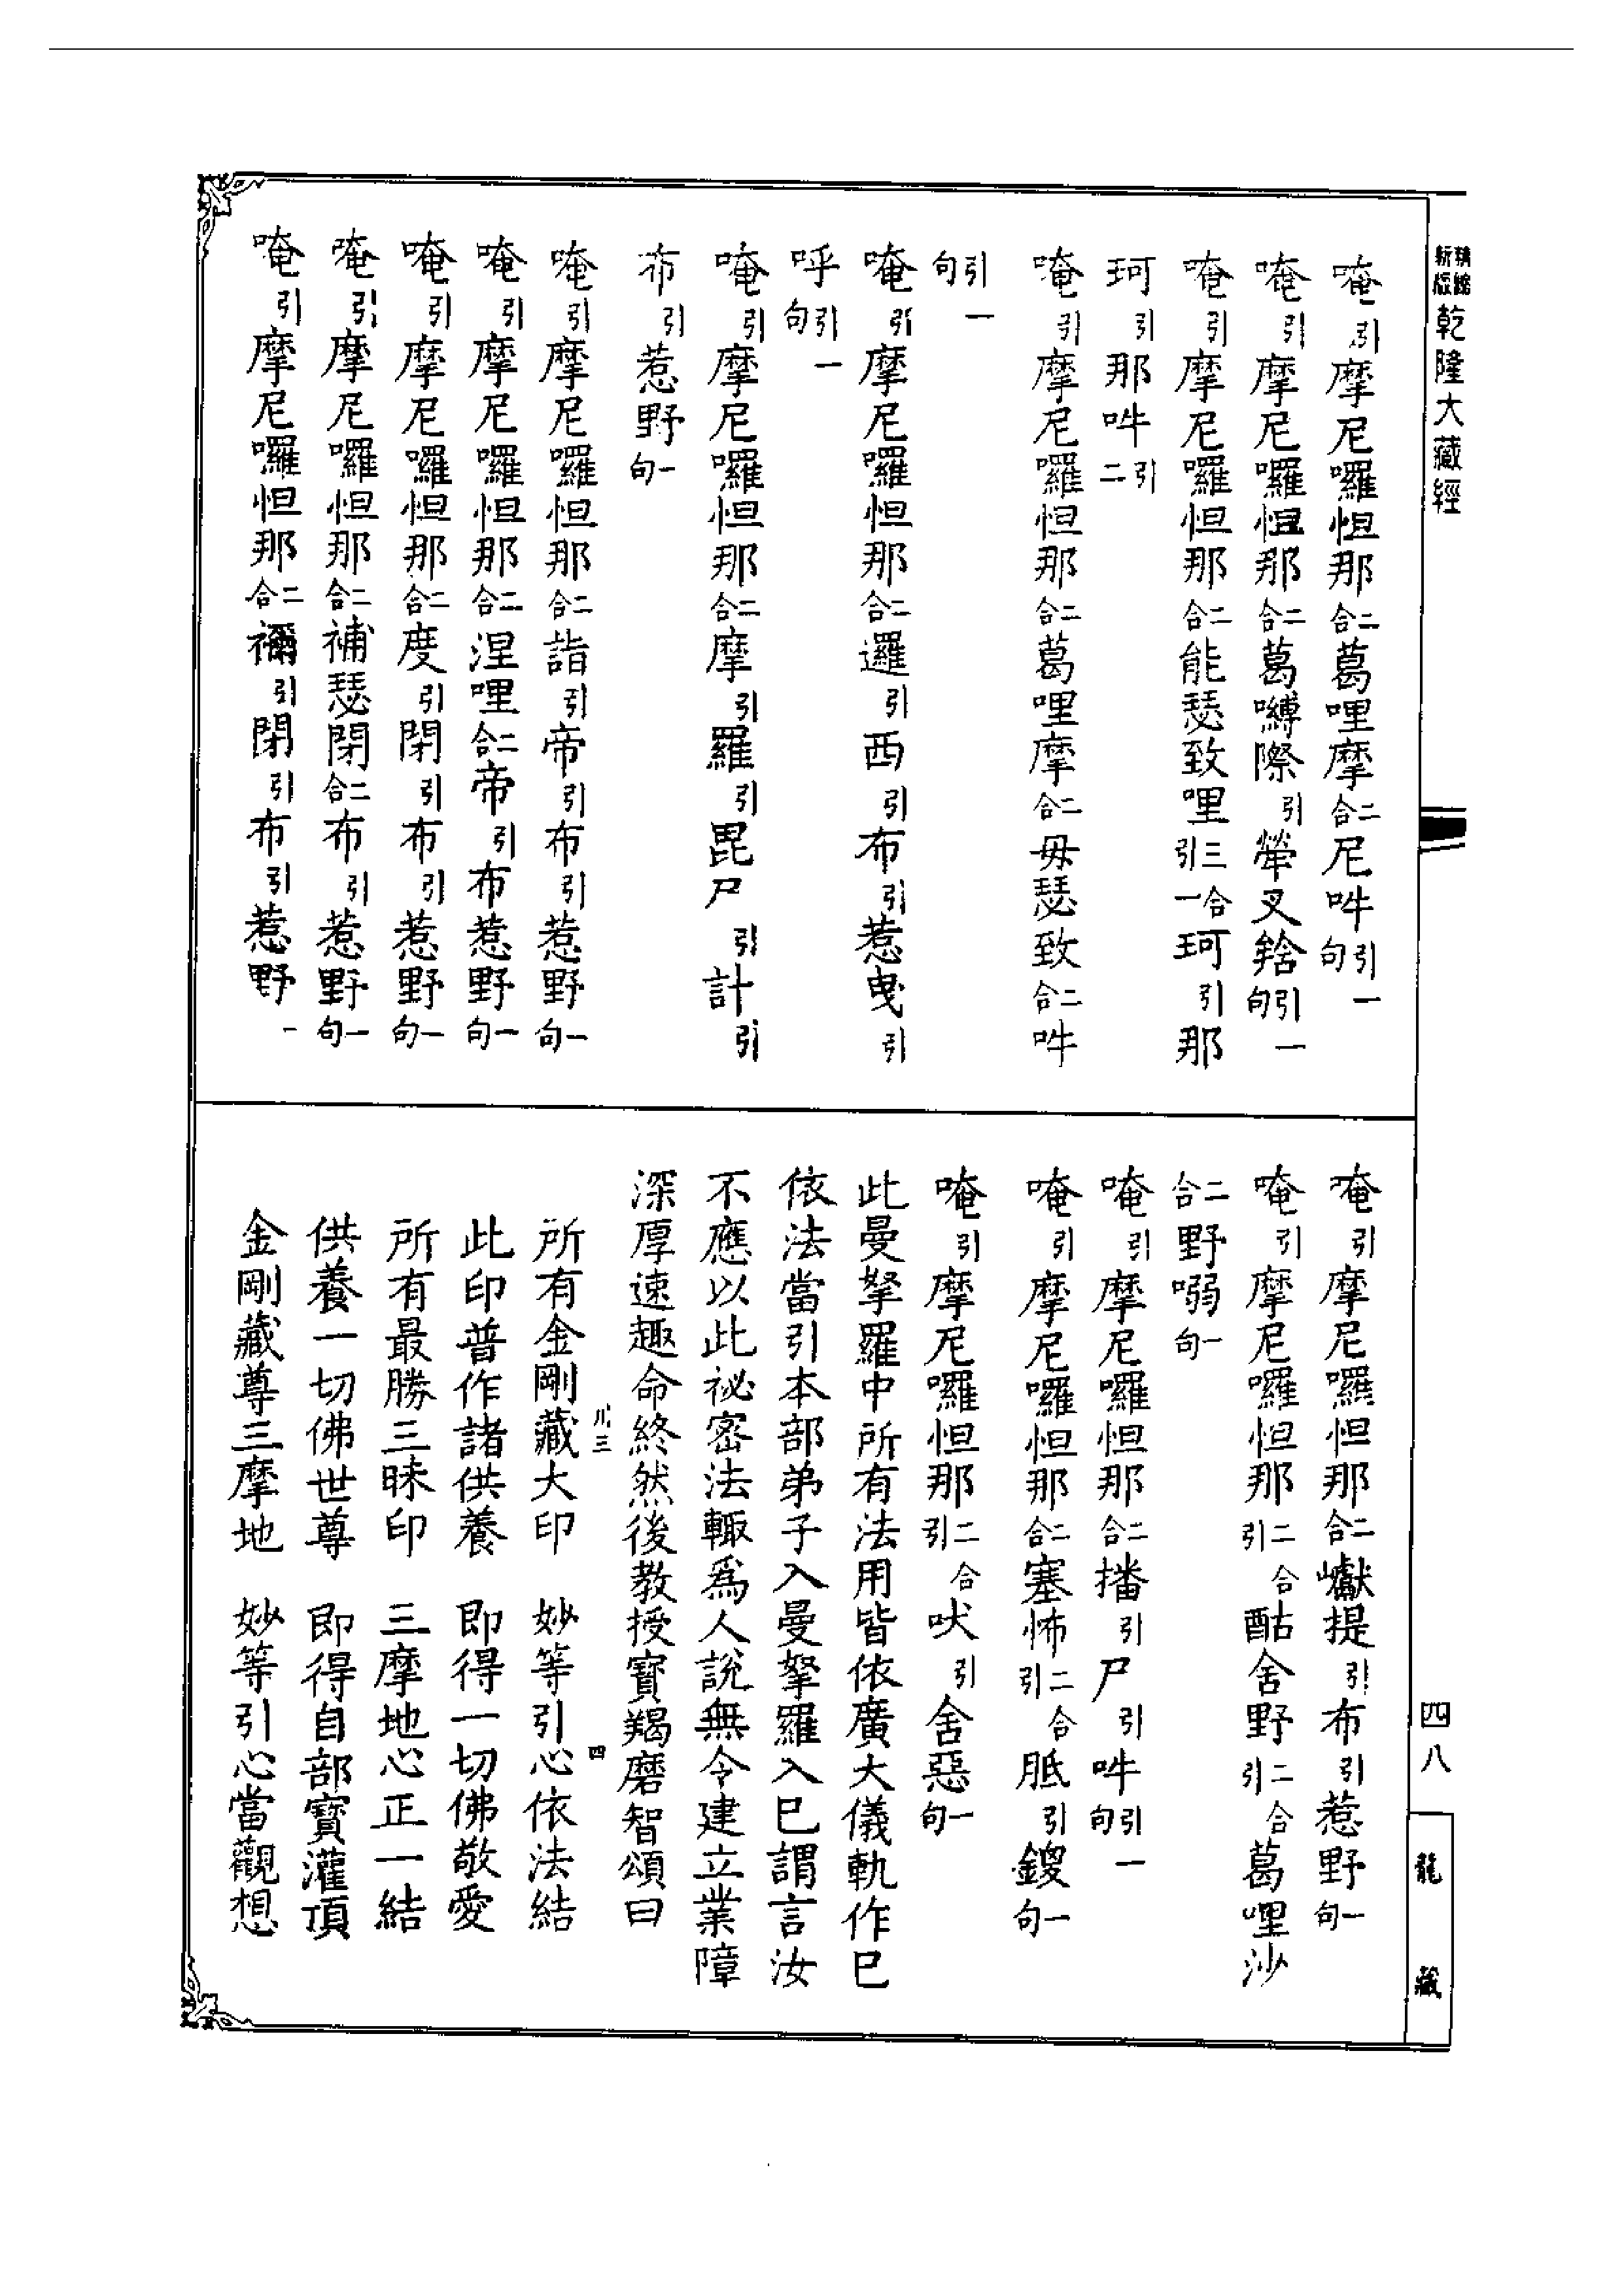 精繕新版乾隆大藏經
唵引摩尼囉怛那二合葛哩摩二合尼吽引一句
唵引摩尼囉怛那二合葛嚩際引犖叉䤈引一句
唵引摩尼囉怛那二合能瑟致哩三合引一珂引那
珂引那吽引二
唵引摩尼囉怛那二合葛哩摩二合毋瑟致二合吽
引一句
唵引摩尼囉怛那二合邏引西引布引惹曳引
呼引一句
唵引摩尼囉怛那二合摩引羅引毘尸引計引
布引惹野一句
唵引摩尼囉怛那二合詣引帝引布引惹野一句
唵引摩尼囉怛那二合涅哩二合帝引布惹野一句
唵引摩尼囉怛那二合度引閉引布引惹野一句
唵引摩尼囉怛那二合補瑟閉二合布引惹野一句
唵引摩尼囉怛那二合禰引閉引布引惹野一
唵引摩尼囉怛那二合巘提引布引惹野一句
唵引摩尼囉怛那二合引酤舍野二合引葛哩沙
二合野嗍一句
唵引摩尼囉怛那二合播引尸引吽引一句
唵引摩尼囉怛那二合塞怖二合引胝引鑁一句
唵引摩尼囉怛那二合引吠引舍惡一句
此曼拏羅中所有法用皆依廣大儀軌作已
依法當引本部弟子入曼拏羅入已謂言汝
不應以此祕密法輙爲人說無令建立業障
深厚速趣命終然後教授寳羯磨智頌曰
川三 四
所有金剛藏大印 妙等引心依法結
此印普作諸供養 即得一切佛敬愛
所有最勝三昧印 三摩地心正一結
供養一切佛世尊 即得自部寳灌頂
金剛藏尊三摩地 妙等引心當觀想
四八
龍藏